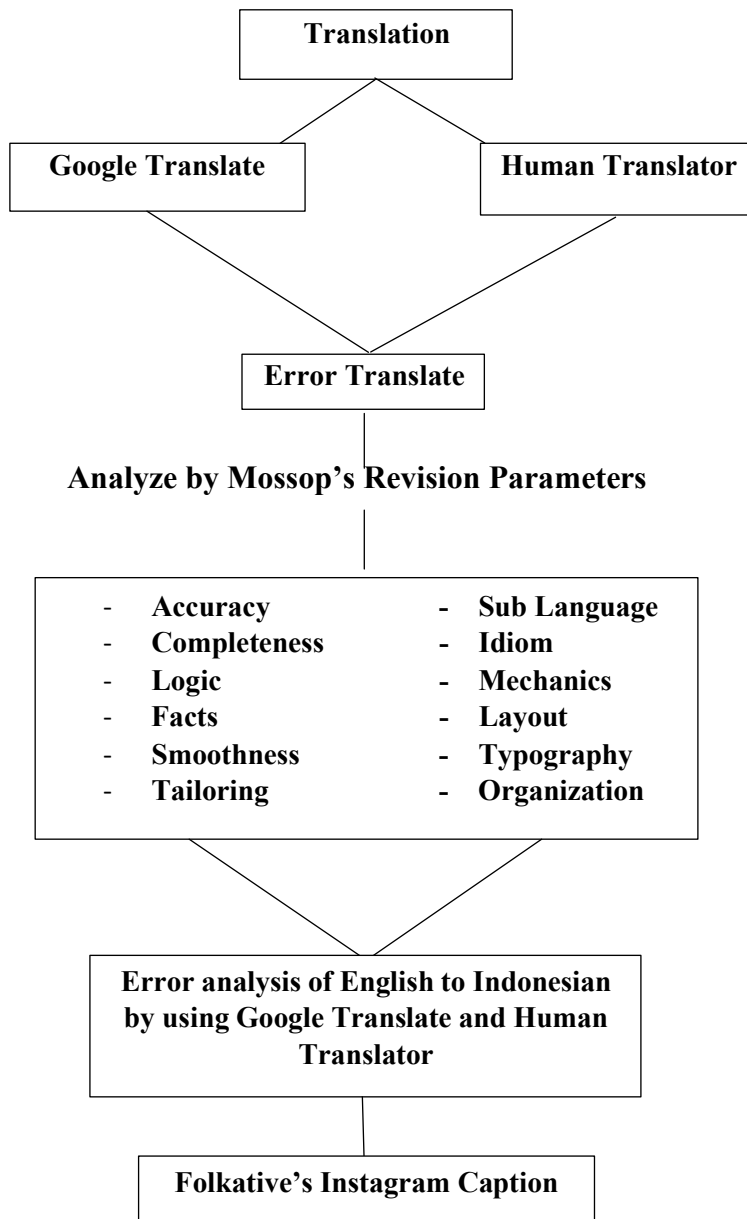 Translation
Google Translate
Human Translator
Error Translate
Analyze by Mossop’s Revision Parameters
- Accuracy
- Completeness
- Logic
- Facts
- Smoothness
- Tailoring
- Sub Language
- Idiom
- Mechanics
- Layout
- Typography
- Organization
Error analysis of English to Indonesian
by using Google Translate and Human
Translator
Folkative’s Instagram Caption